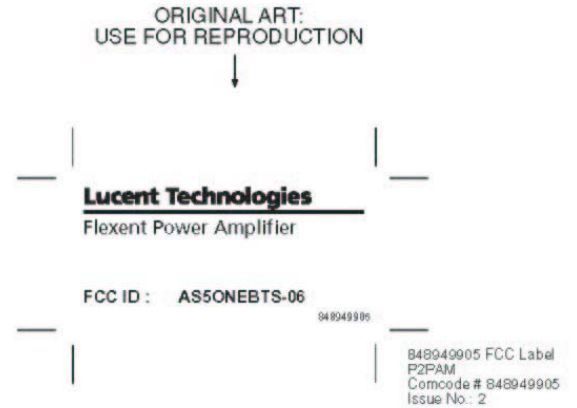 ORIGINAL ART:
USE FOR REPRODUCTION
Lucent Technologies
Flexent Power Amplifier
FCC ID : AS5ONEBTS-06
848949905
848949905 FCC Label
P2PAM
Comcode # 848949905
Issue No.: 2